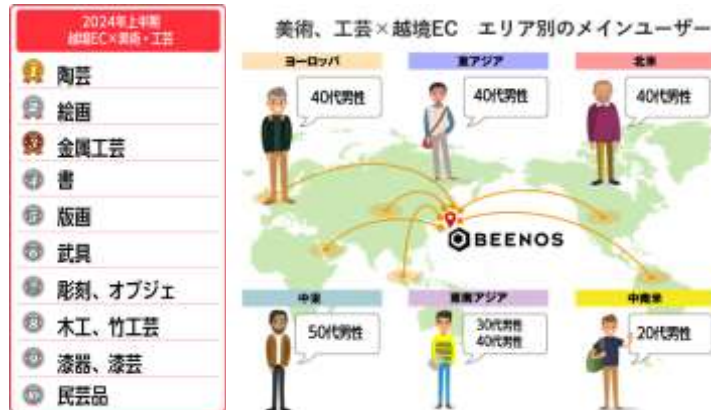 2024年上半期
越境EC×美術・工芸
陶芸
絵画
金属工芸
書
版画
武具
彫刻、オブジェ
木工、竹工芸
漆器、漆芸
民芸品
美術、工芸×越境EC エリア別のメインユーザー
ヨーロッパ
東アジア
北米
40代男性
40代男性
40代男性
BEENOS
中東
東南アジア
中南米
50代男性
30代男性
40代男性
20代男性